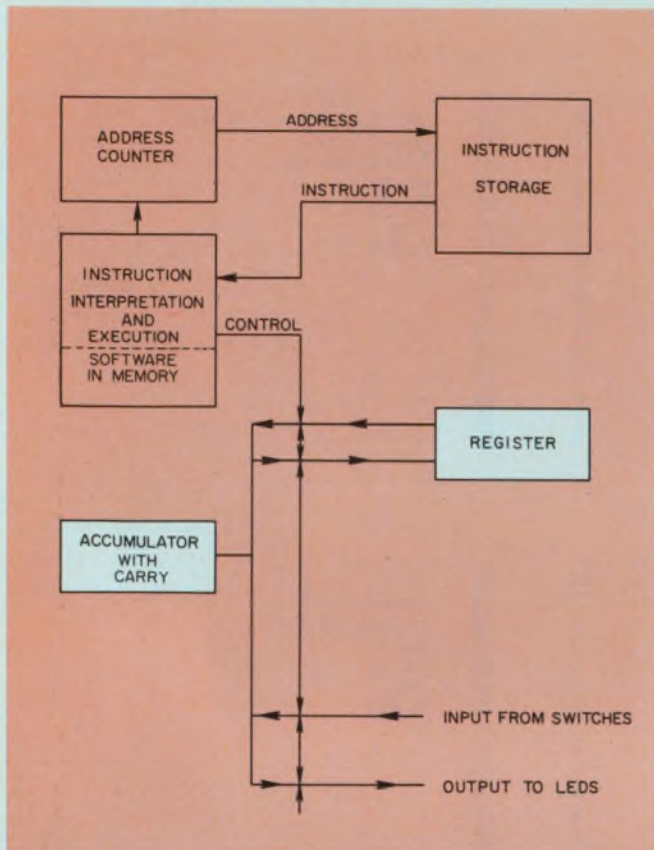 ADDRESS
COUNTER
ADDRESS
INSTRUCTION
STORAGE
INSTRUCTION
INSTRUCTION
INTERPRETATION
AND
EXECUTION
SOFTWARE
IN MEMORY
CONTROL
REGISTER
ACCUMULATOR
WITH
CARRY
INPUT FROM SWITCHES
OUTPUT TO LEDS